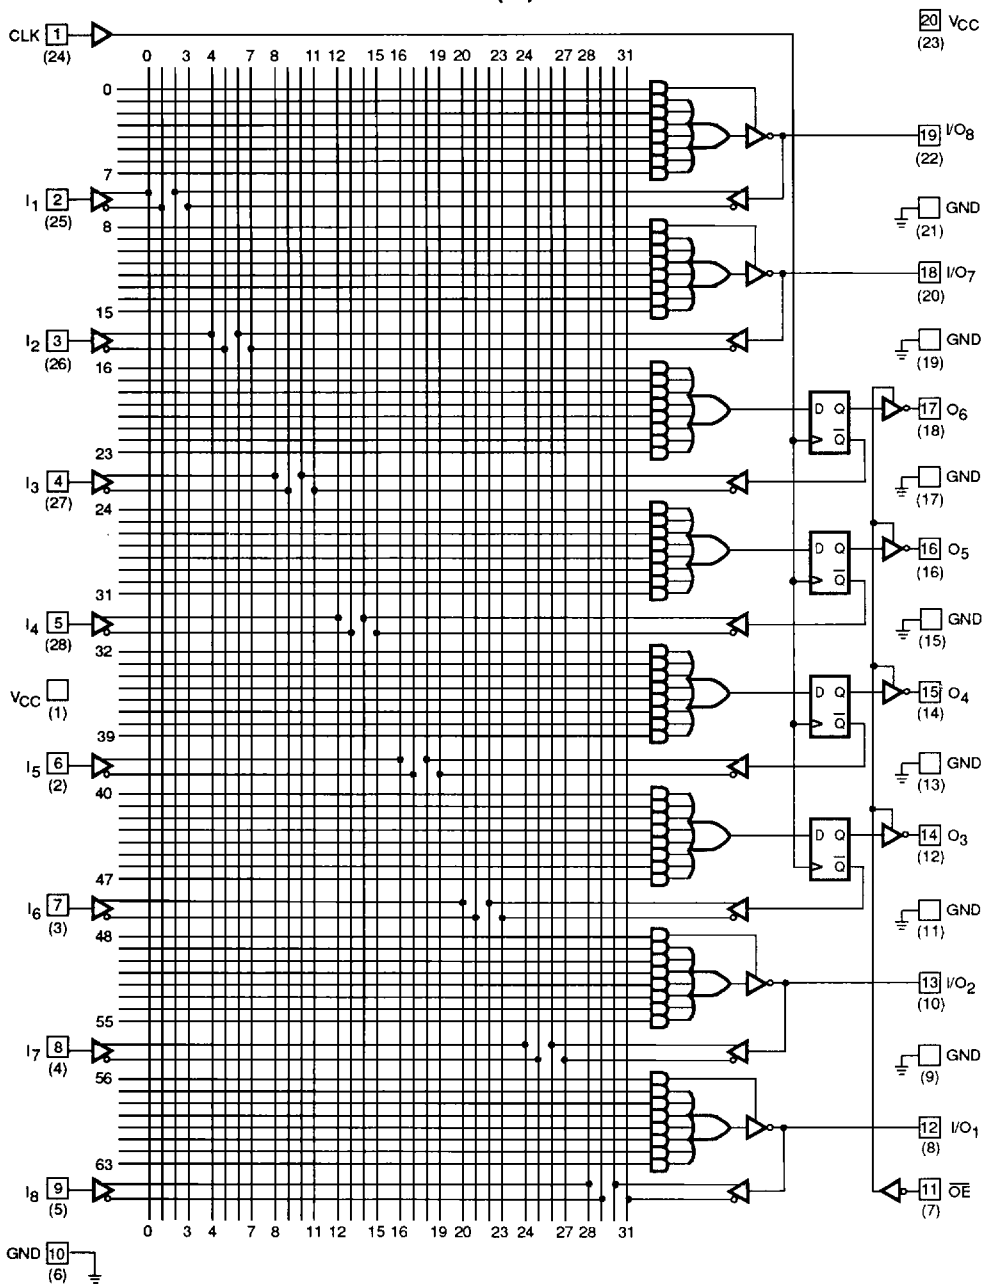 CLK 1 (24)
20 VCC (23)
0 3 4 7 8 11 12 15 16 19 20 23 24 27 28 31
0
7
19 I/O8 (22)
I1 2 (25)
GND (21)
8
15
18 I/O7 (20)
I2 3 (26)
GND (19)
16
23
D Q
Q
17 O6 (18)
I3 4 (27)
GND (17)
24
31
D Q
Q
16 O5 (16)
I4 5 (28)
GND (15)
32
39
VCC (1)
D Q
Q
15 O4 (14)
I5 6 (2)
GND (13)
40
47
D Q
Q
14 O3 (12)
I6 7 (3)
GND (11)
48
55
13 I/O2 (10)
I7 8 (4)
GND (9)
56
63
12 I/O1 (8)
I8 9 (5)
11 OE (7)
0 3 4 7 8 11 12 15 16 19 20 23 24 27 28 31
GND 10 (6)